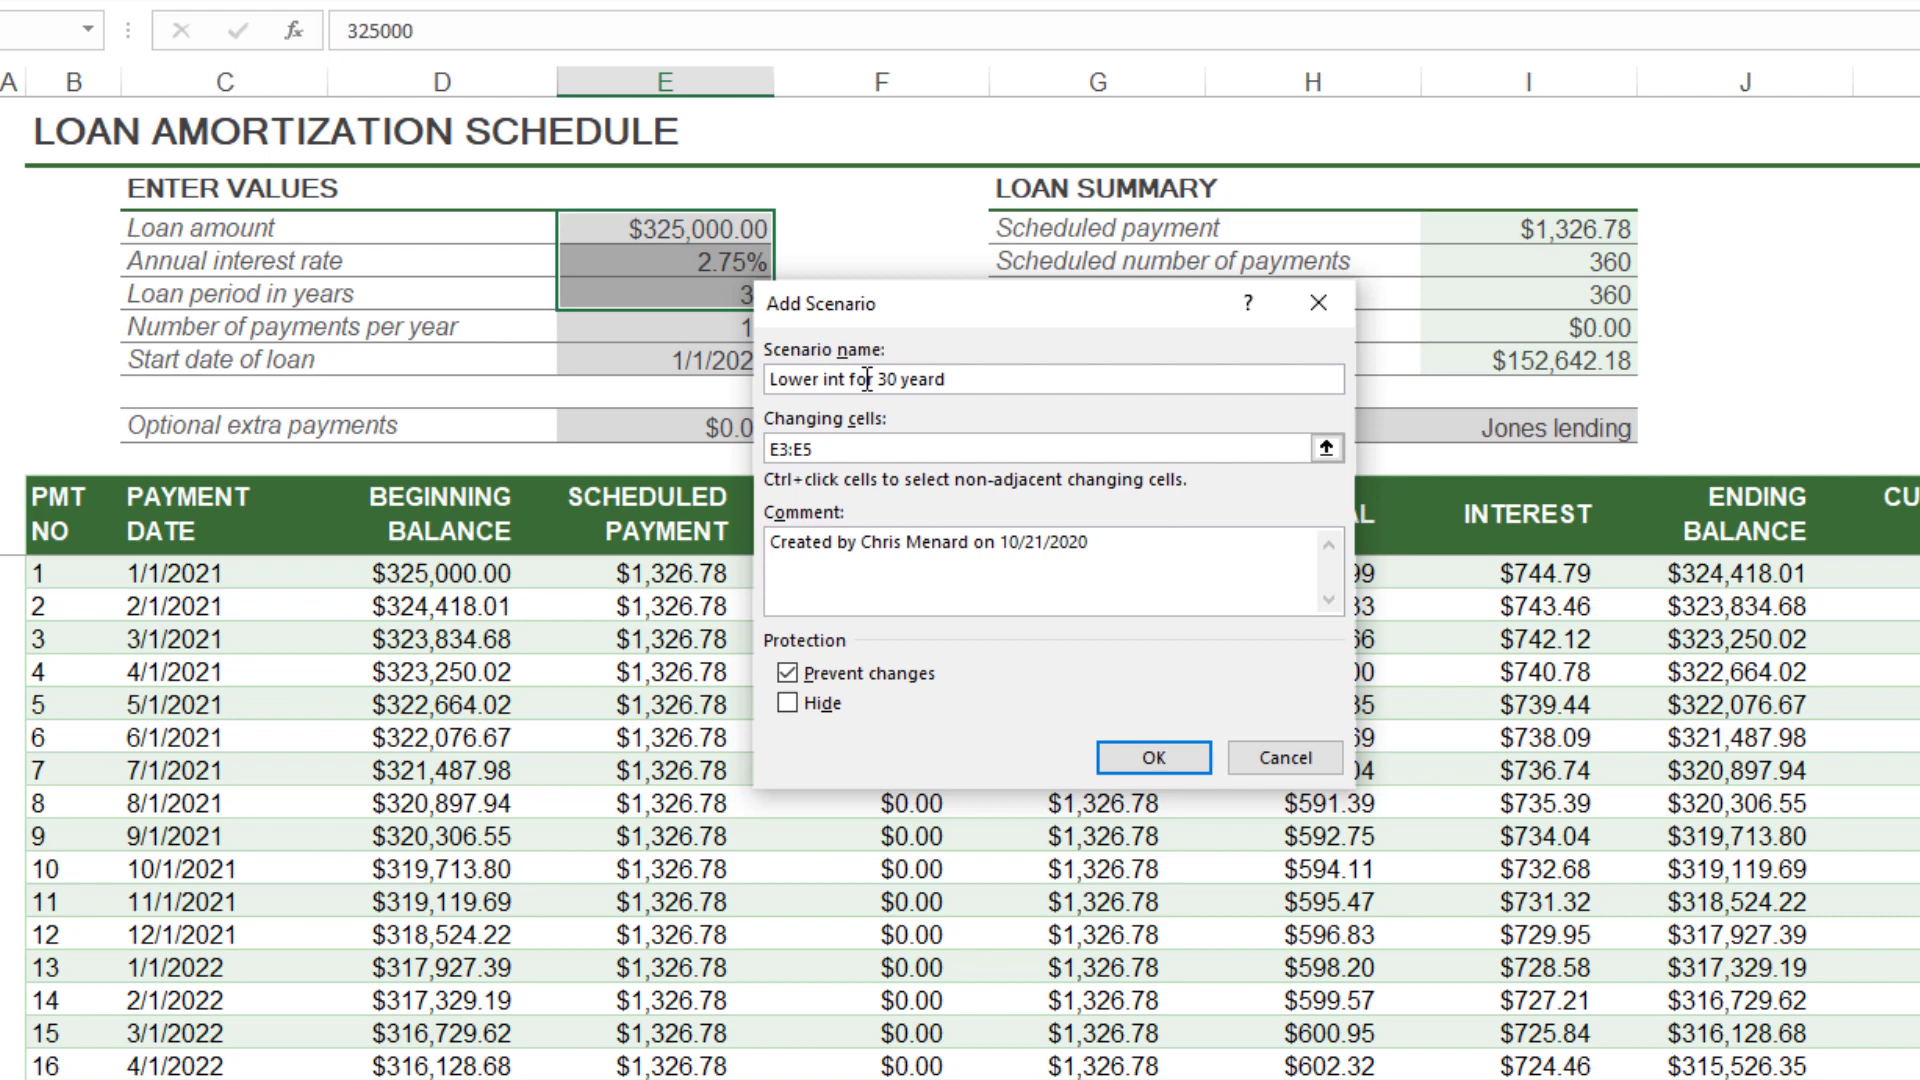 325000
A B C D E F G H I J
LOAN AMORTIZATION SCHEDULE
ENTER VALUES LOAN SUMMARY
Loan amount $325,000.00 Scheduled payment $1,326.78
Annual interest rate 2.75% Scheduled number of payments 360
Loan period in years 3 360
Number of payments per year 1 $0.00
Start date of loan 1/1/202 $152,642.18
Optional extra payments $0.0 Jones lending
Add Scenario ?
Scenario name:
Lower int for 30 yeard
Changing cells:
E3:E5
Ctrl+click cells to select non-adjacent changing cells.
Comment:
Created by Chris Menard on 10/21/2020
Protection
Prevent changes
Hide
OK Cancel
PMT NO PAYMENT DATE BEGINNING BALANCE SCHEDULED PAYMENT AL INTEREST ENDING BALANCE CU
1 1/1/2021 $325,000.00 $1,326.78 99 $744.79 $324,418.01
2 2/1/2021 $324,418.01 $1,326.78 33 $743.46 $323,834.68
3 3/1/2021 $323,834.68 $1,326.78 66 $742.12 $323,250.02
4 4/1/2021 $323,250.02 $1,326.78 00 $740.78 $322,664.02
5 5/1/2021 $322,664.02 $1,326.78 35 $739.44 $322,076.67
6 6/1/2021 $322,076.67 $1,326.78 69 $738.09 $321,487.98
7 7/1/2021 $321,487.98 $1,326.78 04 $736.74 $320,897.94
8 8/1/2021 $320,897.94 $1,326.78 $0.00 $1,326.78 $591.39 $735.39 $320,306.55
9 9/1/2021 $320,306.55 $1,326.78 $0.00 $1,326.78 $592.75 $734.04 $319,713.80
10 10/1/2021 $319,713.80 $1,326.78 $0.00 $1,326.78 $594.11 $732.68 $319,119.69
11 11/1/2021 $319,119.69 $1,326.78 $0.00 $1,326.78 $595.47 $731.32 $318,524.22
12 12/1/2021 $318,524.22 $1,326.78 $0.00 $1,326.78 $596.83 $729.95 $317,927.39
13 1/1/2022 $317,927.39 $1,326.78 $0.00 $1,326.78 $598.20 $728.58 $317,329.19
14 2/1/2022 $317,329.19 $1,326.78 $0.00 $1,326.78 $599.57 $727.21 $316,729.62
15 3/1/2022 $316,729.62 $1,326.78 $0.00 $1,326.78 $600.95 $725.84 $316,128.68
16 4/1/2022 $316,128.68 $1,326.78 $0.00 $1,326.78 $602.32 $724.46 $315,526.35